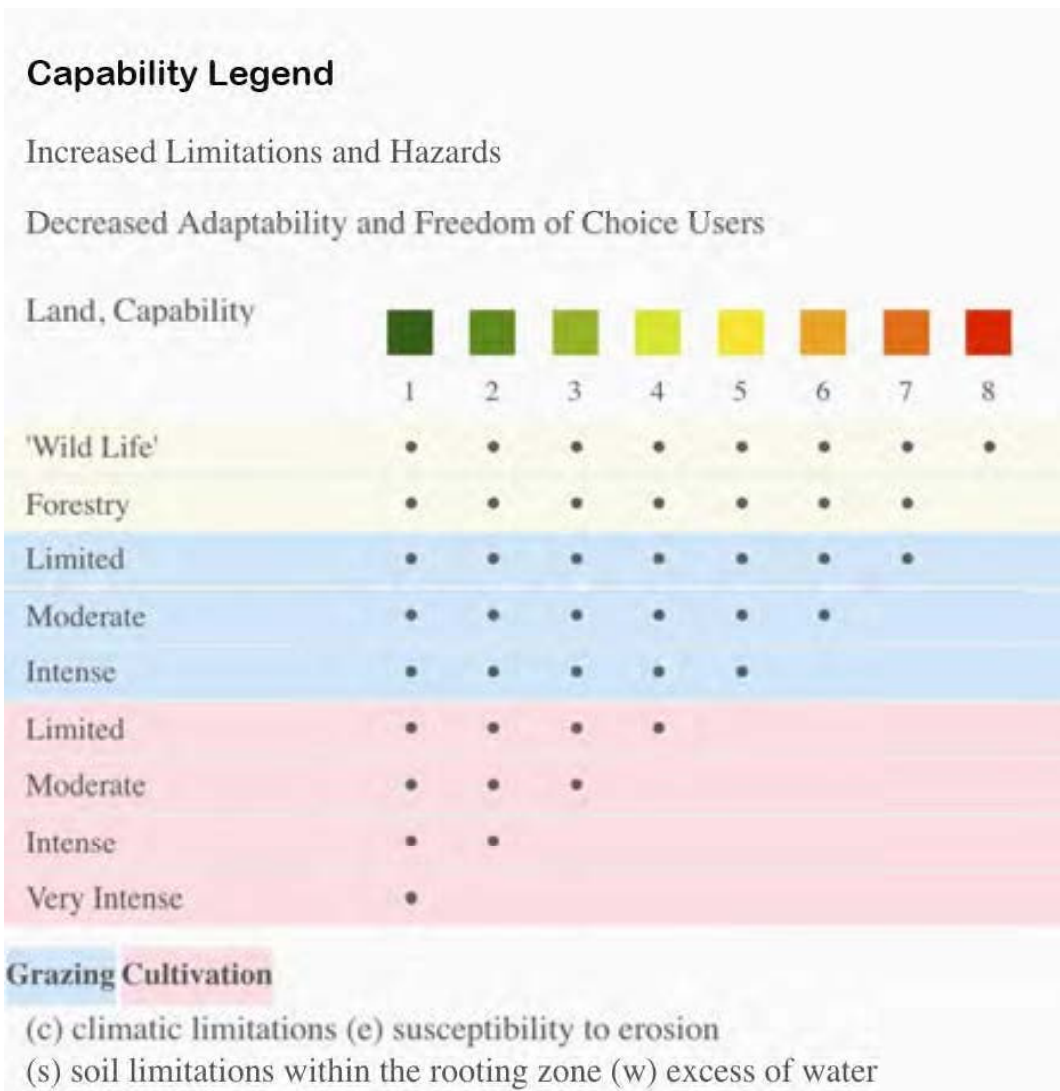 Capability Legend
Increased Limitations and Hazards
Decreased Adaptability and Freedom of Choice Users
Land, Capability
1 2 3 4 5 6 7 8
'Wild Life'
Forestry
Limited
Moderate
Intense
Limited
Moderate
Intense
Very Intense
Grazing Cultivation
(c) climatic limitations (e) susceptibility to erosion
(s) soil limitations within the rooting zone (w) excess of water